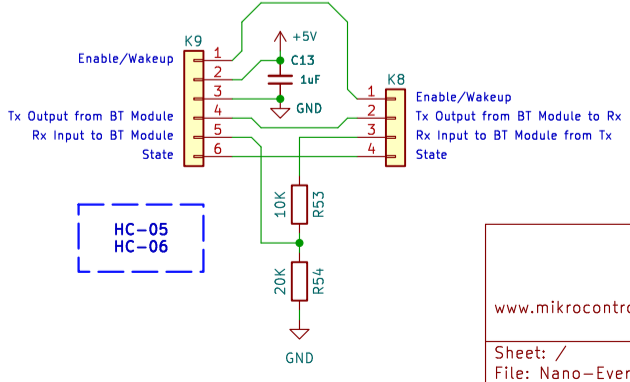 +5V
K9
Enable/Wakeup
1
C13
2
1uF
K8
3
GND
1
Enable/Wakeup
Tx Output from BT Module
4
2
Tx Output from BT Module to Rx
Rx Input to BT Module
5
3
Rx Input to BT Module from Tx
State
6
4
State
10K
R53
HC-05
HC-06
20K
R54
GND
www.mikrocontro
Sheet: /
File: Nano-Ever